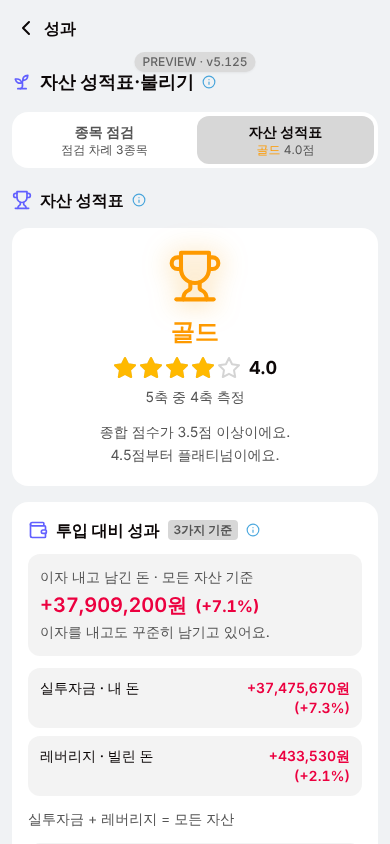 성과
PREVIEW · v5.125
자산 성적표·불리기
종목 점검
점검 차례 3종목
자산 성적표
골드 4.0점
자산 성적표
골드
4.0
5축 중 4축 측정
종합 점수가 3.5점 이상이에요.
4.5점부터 플래티넘이에요.
투입 대비 성과 3가지 기준
이자 내고 남긴 돈 · 모든 자산 기준
+37,909,200원 (+7.1%)
이자를 내고도 꾸준히 남기고 있어요.
실투자금 · 내 돈
+37,475,670원
(+7.3%)
레버리지 · 빌린 돈
+433,530원
(+2.1%)
실투자금 + 레버리지 = 모든 자산